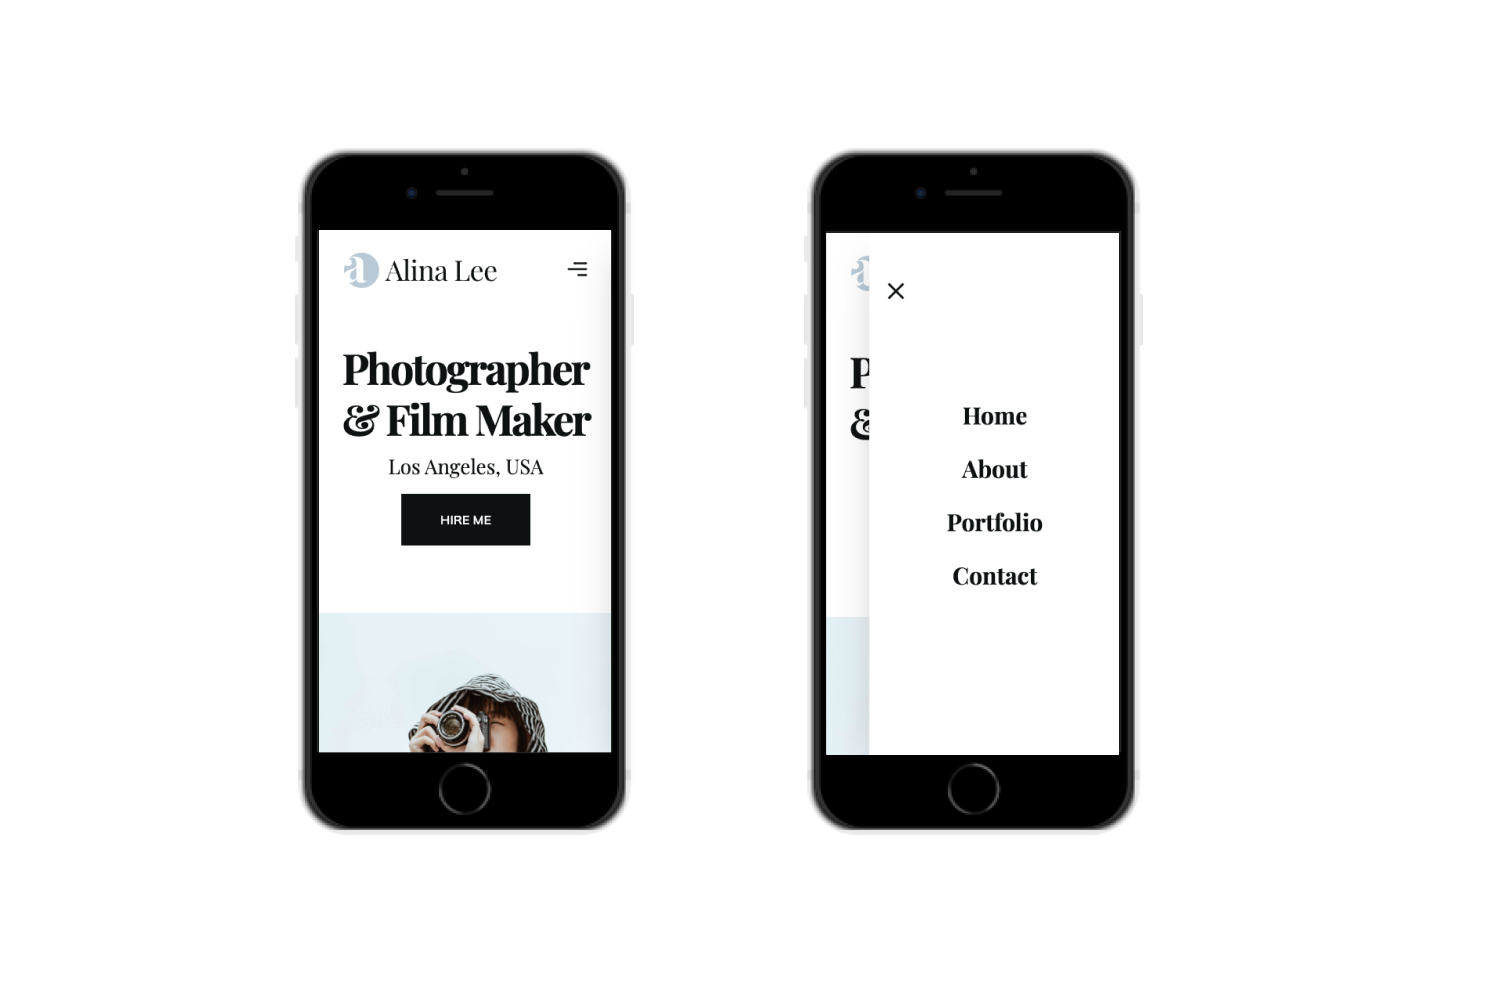 a Alina Lee
Photographer
& Film Maker
Los Angeles, USA
HIRE ME
a
P
&
Home
About
Portfolio
Contact